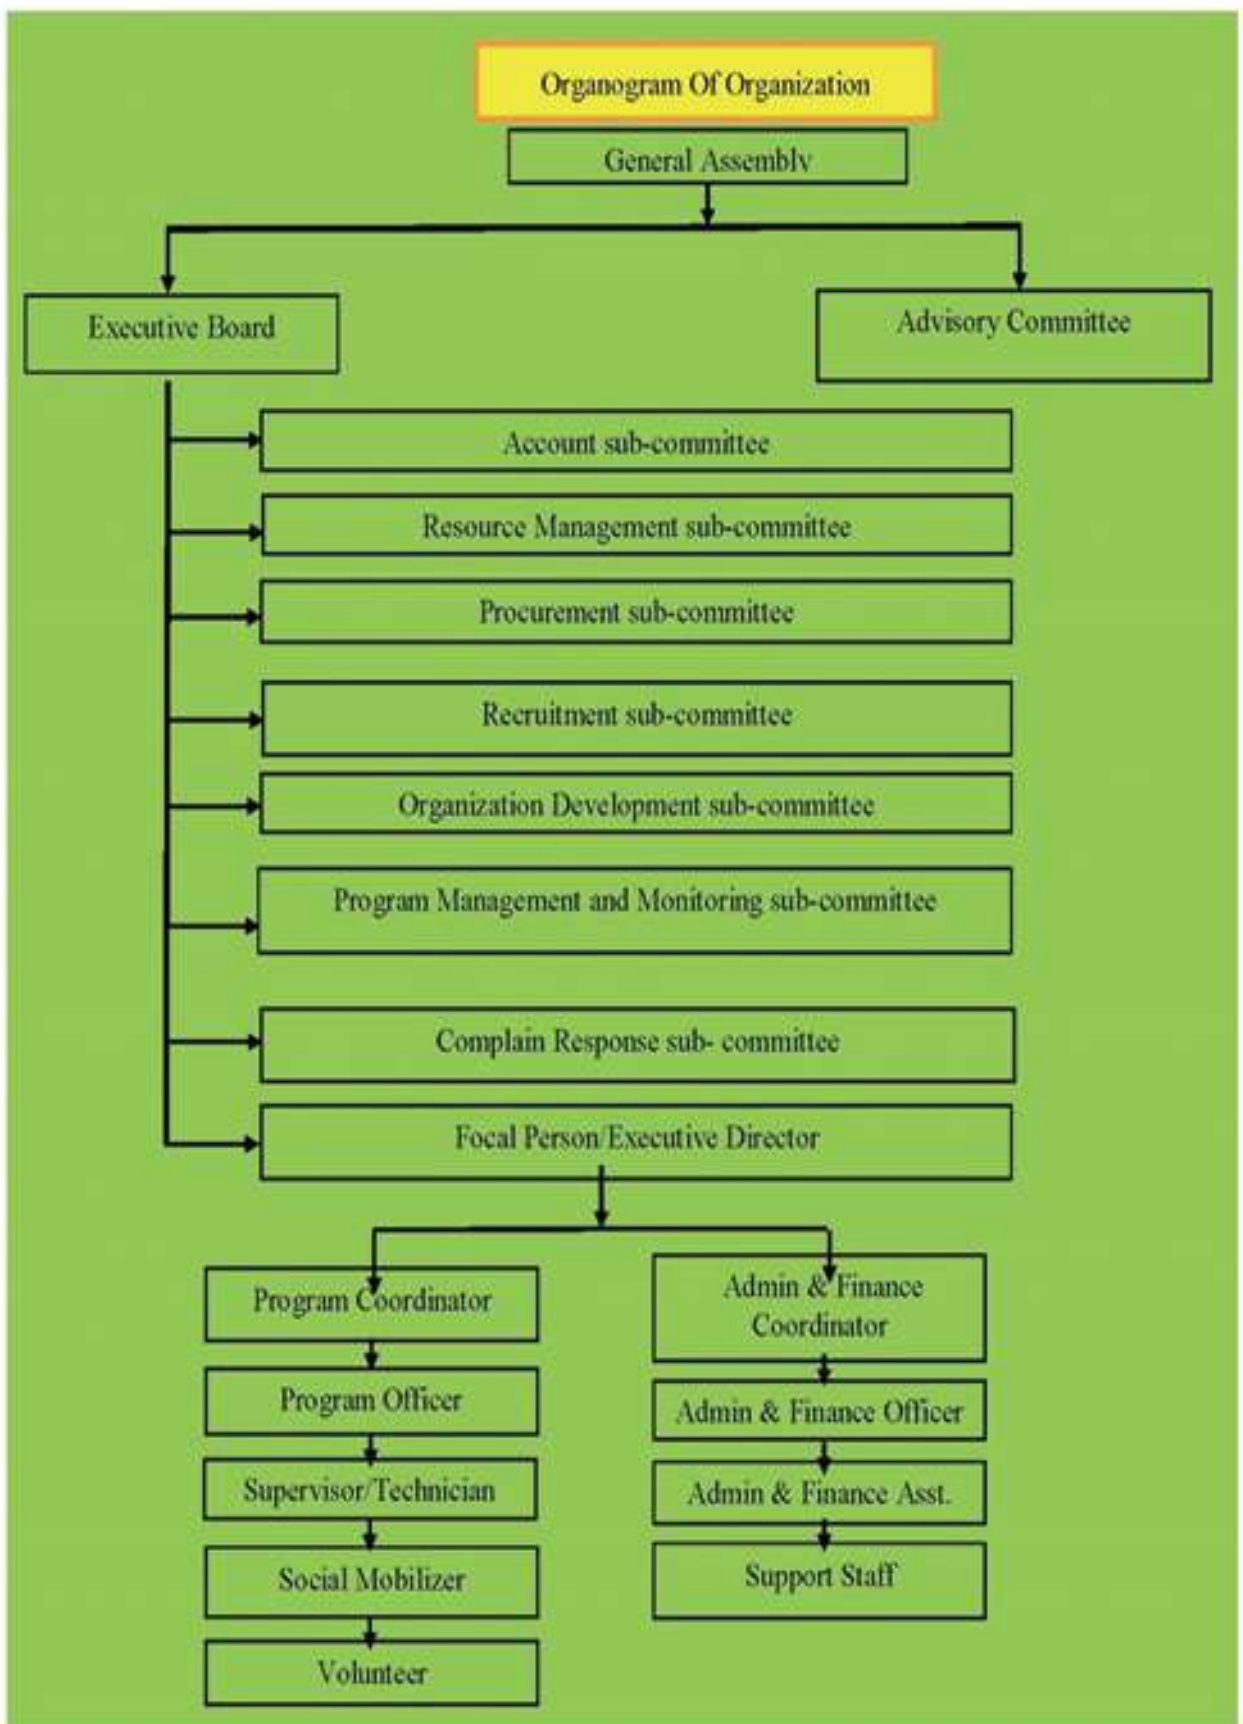 Organogram Of Organization
General Assembly
Executive Board
Advisory Committee
Account sub-committee
Resource Management sub-committee
Procurement sub-committee
Recruitment sub-committee
Organization Development sub-committee
Program Management and Monitoring sub-committee
Complain Response sub- committee
Focal Person/Executive Director
Program Coordinator
Program Officer
Supervisor/Technician
Social Mobilizer
Volunteer
Admin & Finance
Coordinator
Admin & Finance Officer
Admin & Finance Asst.
Support Staff